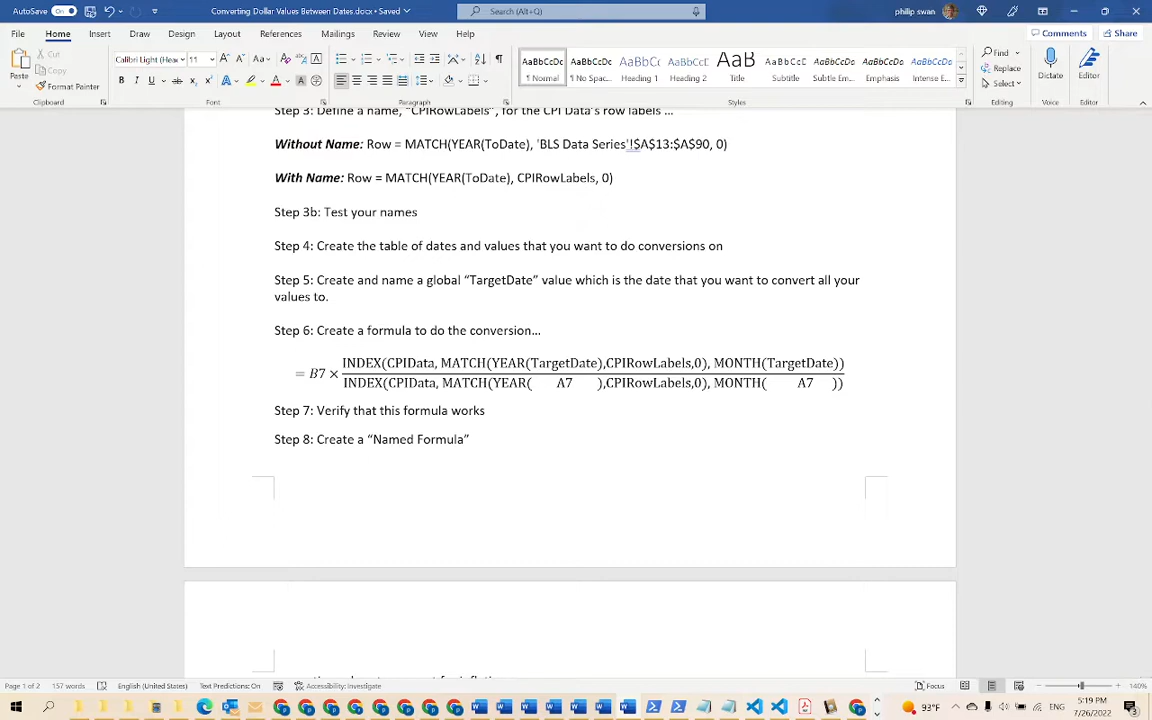 AutoSave On Converting Dollar Values Between Dates.docx • Saved Search (Alt+Q) philip swan
File Home Insert Draw Design Layout References Mailings Review View Help Comments Share
Paste Cut Copy Format Painter Calibri Light (Hea 11 Find Replace Select Dictate Editor
AaBbCcDc AaBbCcDc AaBbC AaBbCcD AaB AaBbCcD AaBbCcDc AaBbCcDc AaBbCcDc
Normal No Spac... Heading 1 Heading 2 Title Subtitle Subtle Em... Emphasis Intense E...
Clipboard Font Paragraph Styles Editing Voice Editor
Step 3: Define a name, "CPIRowLabels", for the CPI Data's row labels ...
Without Name: Row = MATCH(YEAR(ToDate), 'BLS Data Series'!$A$13:$A$90, 0)
With Name: Row = MATCH(YEAR(ToDate), CPIRowLabels, 0)
Step 3b: Test your names
Step 4: Create the table of dates and values that you want to do conversions on
Step 5: Create and name a global "TargetDate" value which is the date that you want to convert all your
values to.
Step 6: Create a formula to do the conversion...
= B7 × INDEX(CPIData, MATCH(YEAR(TargetDate),CPIRowLabels,0), MONTH(TargetDate))
INDEX(CPIData, MATCH(YEAR( A7 ),CPIRowLabels,0), MONTH( A7 ))
Step 7: Verify that this formula works
Step 8: Create a "Named Formula"
Page 1 of 2 157 words English (United States) Text Predictions: On Accessibility: Investigate Focus 140%
93°F ENG 5:19 PM
7/26/2022